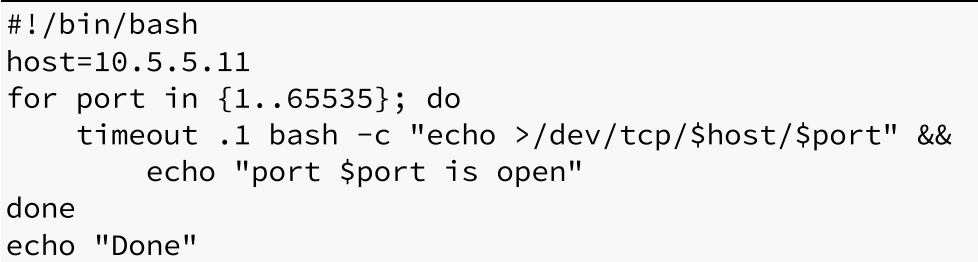 #!/bin/bash
host=10.5.5.11
for port in {1..65535}; do
    timeout .1 bash -c "echo >/dev/tcp/$host/$port" &&
        echo "port $port is open"
done
echo "Done"